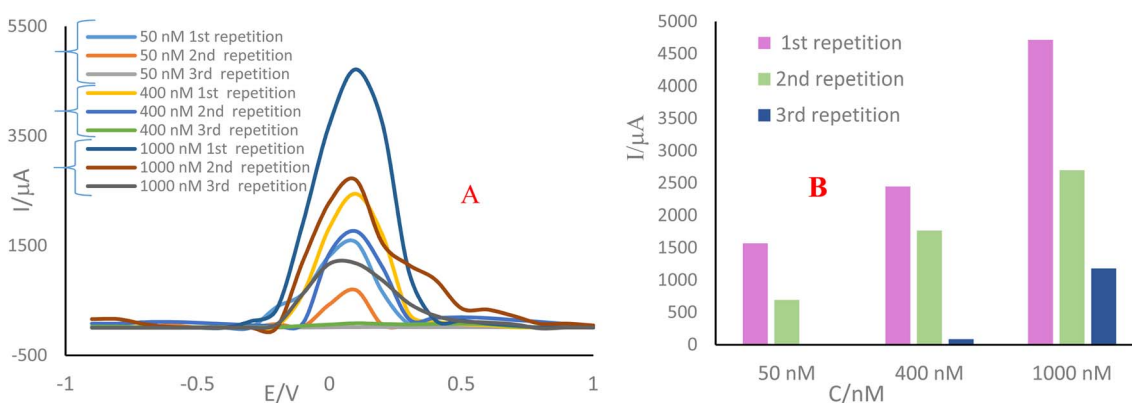 5500
3500
1500
-500
I/µA
50 nM 1st repetition
50 nM 2nd repetition
50 nM 3rd repetition
400 nM 1st repetition
400 nM 2nd repetition
400 nM 3rd repetition
1000 nM 1st repetition
1000 nM 2nd repetition
1000 nM 3rd repetition
A
-1
-0.5
0
0.5
1
E/V
5000
4500
4000
3500
3000
2500
2000
1500
1000
500
0
I/µA
1st repetition
2nd repetition
3rd repetition
B
50 nM
400 nM
1000 nM
C/nM